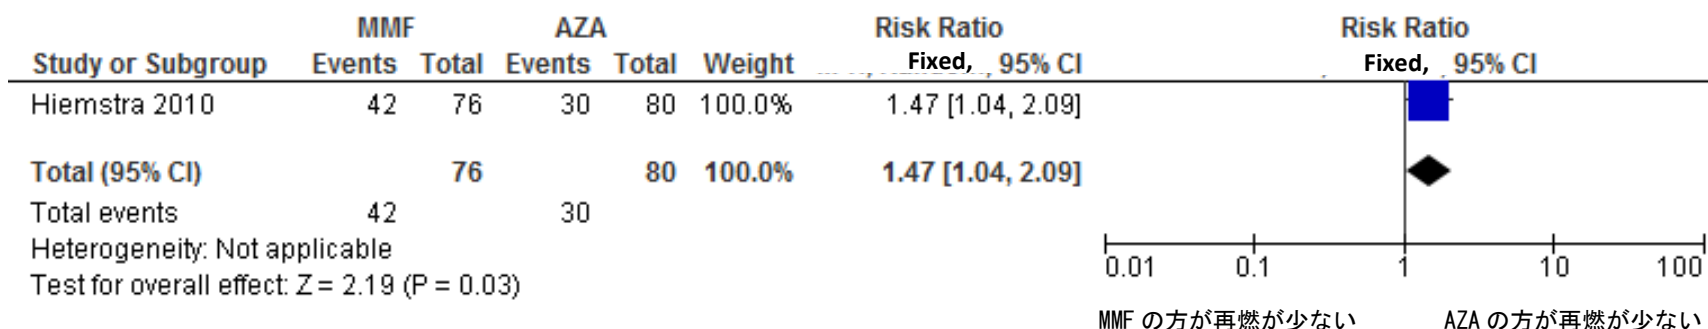 MMF AZA Risk Ratio Risk Ratio
Study or Subgroup Events Total Events Total Weight Fixed, 95% CI Fixed, 95% CI
Hiemstra 2010 42 76 30 80 100.0% 1.47 [1.04, 2.09]
Total (95% CI) 76 80 100.0% 1.47 [1.04, 2.09]
Total events 42 30
Heterogeneity: Not applicable
Test for overall effect: Z = 2.19 (P = 0.03)
0.01 0.1 1 10 100
MMF の方が再燃が少ない AZA の方が再燃が少ない